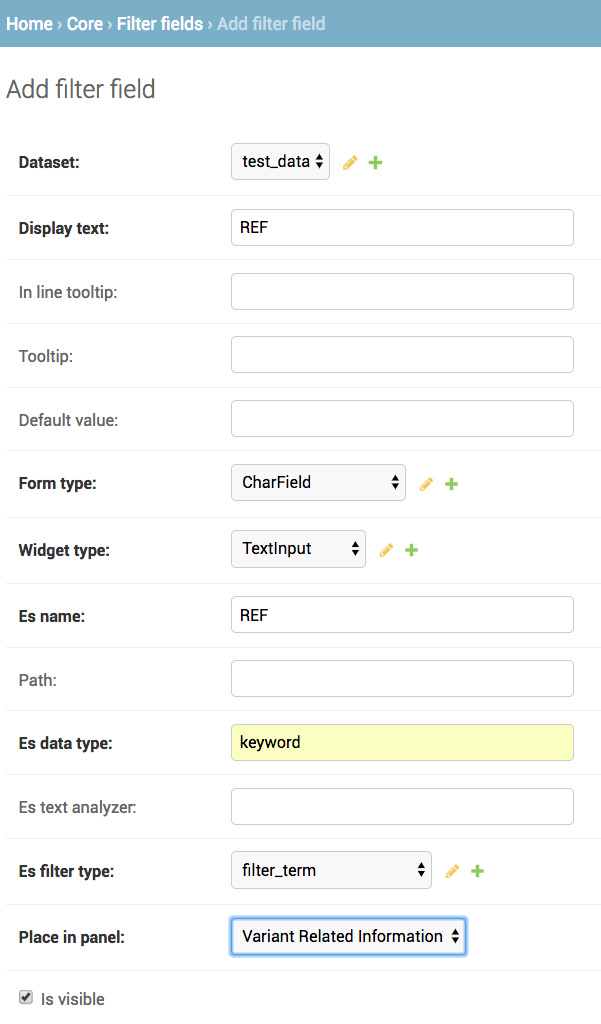 Home › Core › Filter fields › Add filter field
Add filter field
Dataset: test_data
Display text: REF
In line tooltip:
Tooltip:
Default value:
Form type: CharField
Widget type: TextInput
Es name: REF
Path:
Es data type: keyword
Es text analyzer:
Es filter type: filter_term
Place in panel: Variant Related Information
Is visible